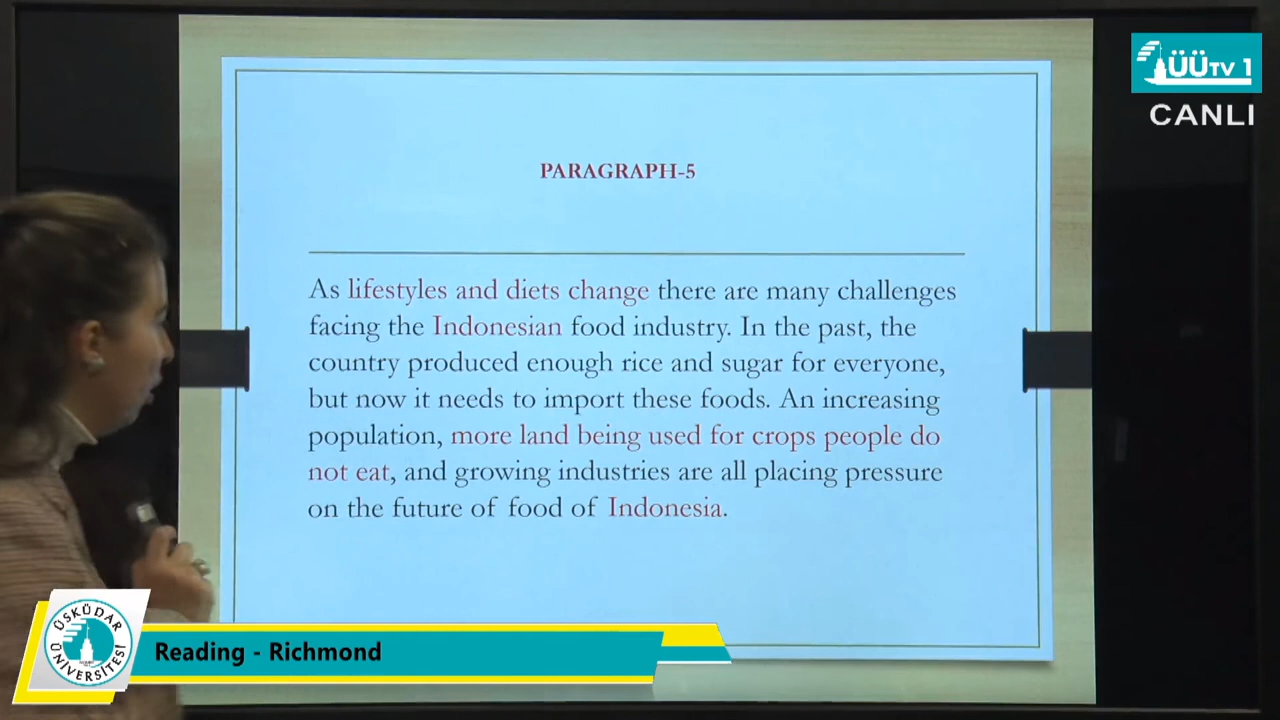 ÜÜTV 1
CANLI
PARAGRAPH-5
As lifestyles and diets change there are many challenges
facing the Indonesian food industry. In the past, the
country produced enough rice and sugar for everyone,
but now it needs to import these foods. An increasing
population, more land being used for crops people do
not eat, and growing industries are all placing pressure
on the future of food of Indonesia.
ÜSKÜDAR
ÜNİVERSİTESİ
Reading - Richmond